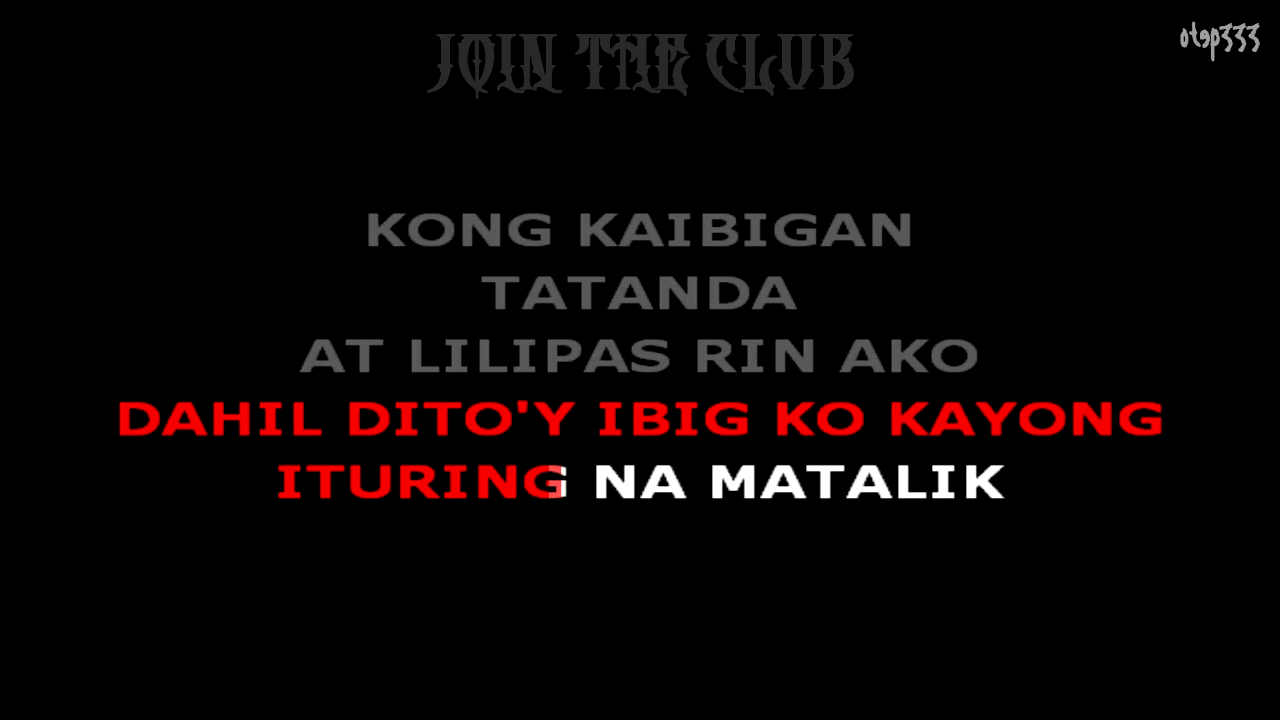 JOIN THE CLUB
otep333
KONG KAIBIGAN
TATANDA
AT LILIPAS RIN AKO
DAHIL DITO'Y IBIG KO KAYONG
ITURING NA MATALIK